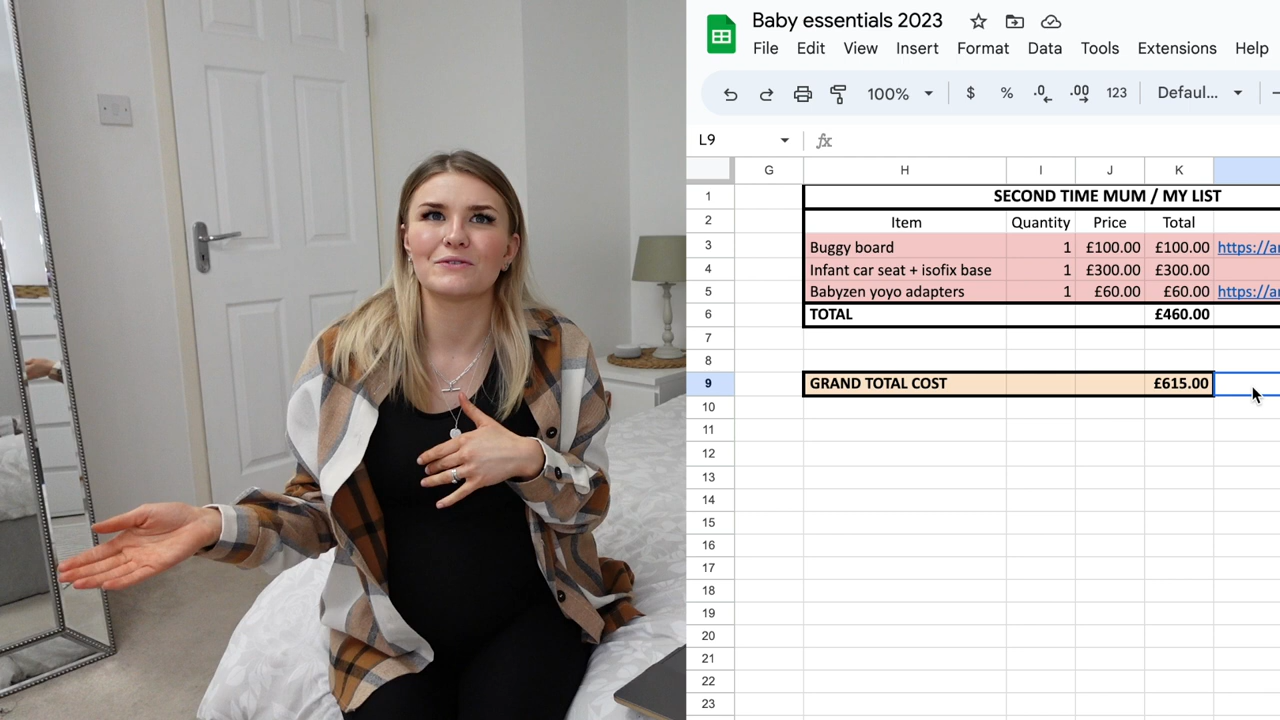 Baby essentials 2023
File Edit View Insert Format Data Tools Extensions Help
100% $ % .0 .00 123 Defaul...
L9 fx
G H I J K
1 SECOND TIME MUM / MY LIST
2 Item Quantity Price Total
3 Buggy board 1 £100.00 £100.00 https://ar
4 Infant car seat + isofix base 1 £300.00 £300.00
5 Babyzen yoyo adapters 1 £60.00 £60.00 https://ar
6 TOTAL £460.00
7
8
9 GRAND TOTAL COST £615.00
10
11
12
13
14
15
16
17
18
19
20
21
22
23